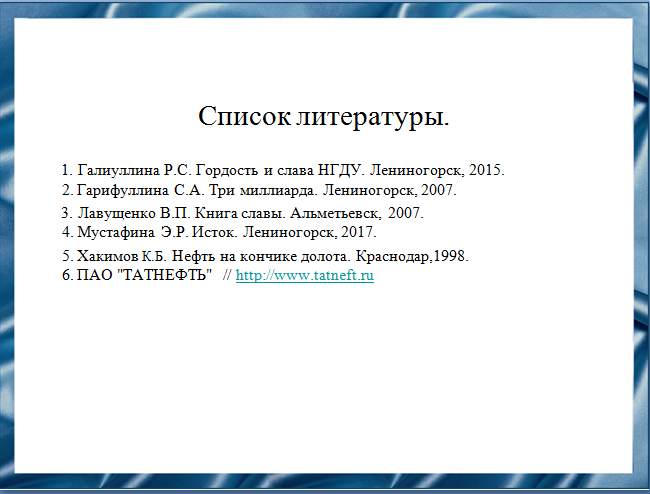 Список литературы.
1. Галиуллина Р.С. Гордость и слава НГДУ. Лениногорск, 2015.
2. Гарифуллина С.А. Три миллиарда. Лениногорск, 2007.
3. Лавущенко В.П. Книга славы. Альметьевск, 2007.
4. Мустафина Э.Р. Исток. Лениногорск, 2017.
5. Хакимов К.Б. Нефть на кончике долота. Краснодар,1998.
6. ПАО "ТАТНЕФТЬ" // http://www.tatneft.ru